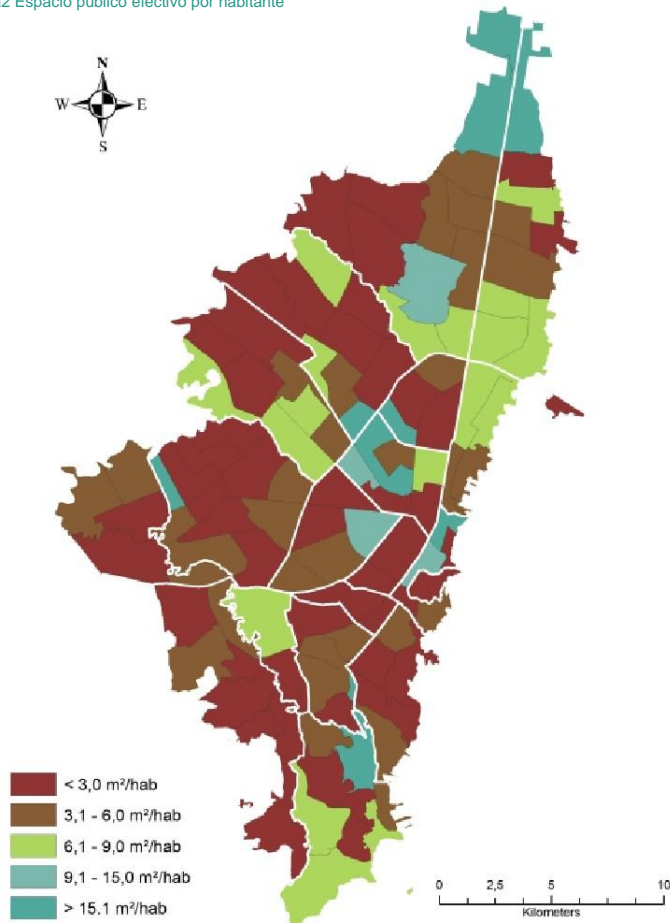 a2 Espacio público efectivo por habitante
N
W E
S
< 3,0 m²/hab
3,1 - 6,0 m²/hab
6,1 - 9,0 m²/hab
9,1 - 15,0 m²/hab
> 15.1 m²/hab
0 2,5 5 10
Kilometers